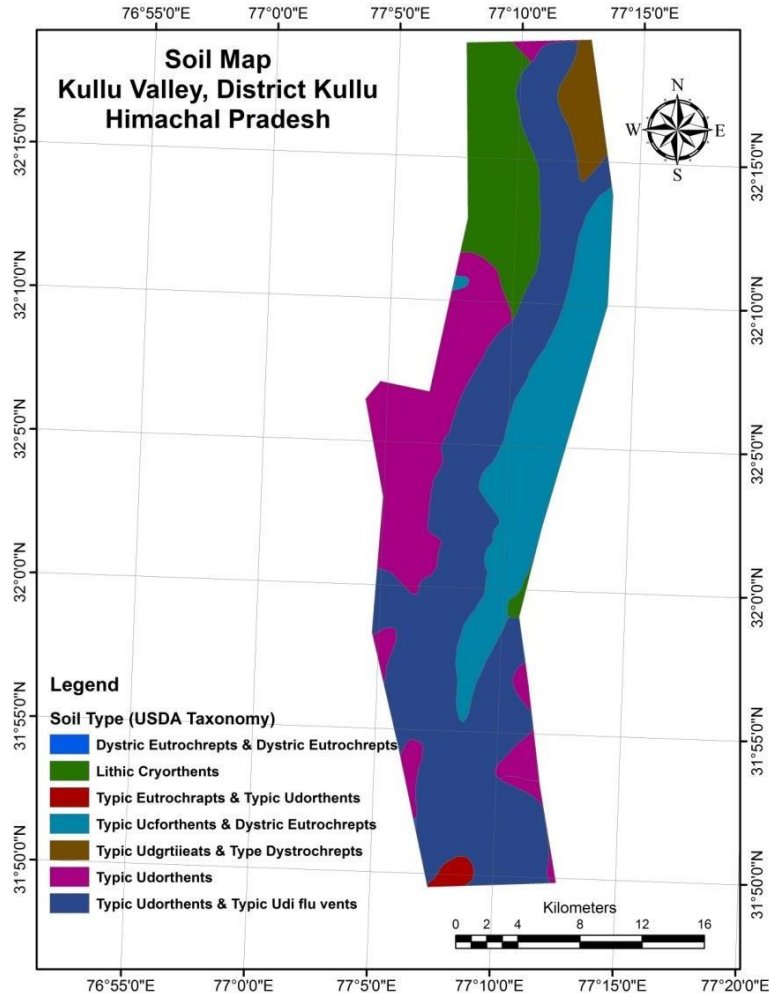 76°55'0"E 77°0'0"E 77°5'0"E 77°10'0"E 77°15'0"E
Soil Map
Kullu Valley, District Kullu
Himachal Pradesh
N
W E
S
32°15'0"N
32°10'0"N
32°5'0"N
32°0'0"N
31°55'0"N
31°50'0"N
32°15'0"N
32°10'0"N
32°5'0"N
32°0'0"N
31°55'0"N
31°50'0"N
Legend
Soil Type (USDA Taxonomy)
Dystric Eutrochrepts & Dystric Eutrochrepts
Lithic Cryorthents
Typic Eutrochrapts & Typic Udorthents
Typic Ucforthents & Dystric Eutrochrepts
Typic Udgrtiieats & Type Dystrochrepts
Typic Udorthents
Typic Udorthents & Typic Udi flu vents
Kilometers
0 2 4 8 12 16
76°55'0"E 77°0'0"E 77°5'0"E 77°10'0"E 77°15'0"E 77°20'0"E